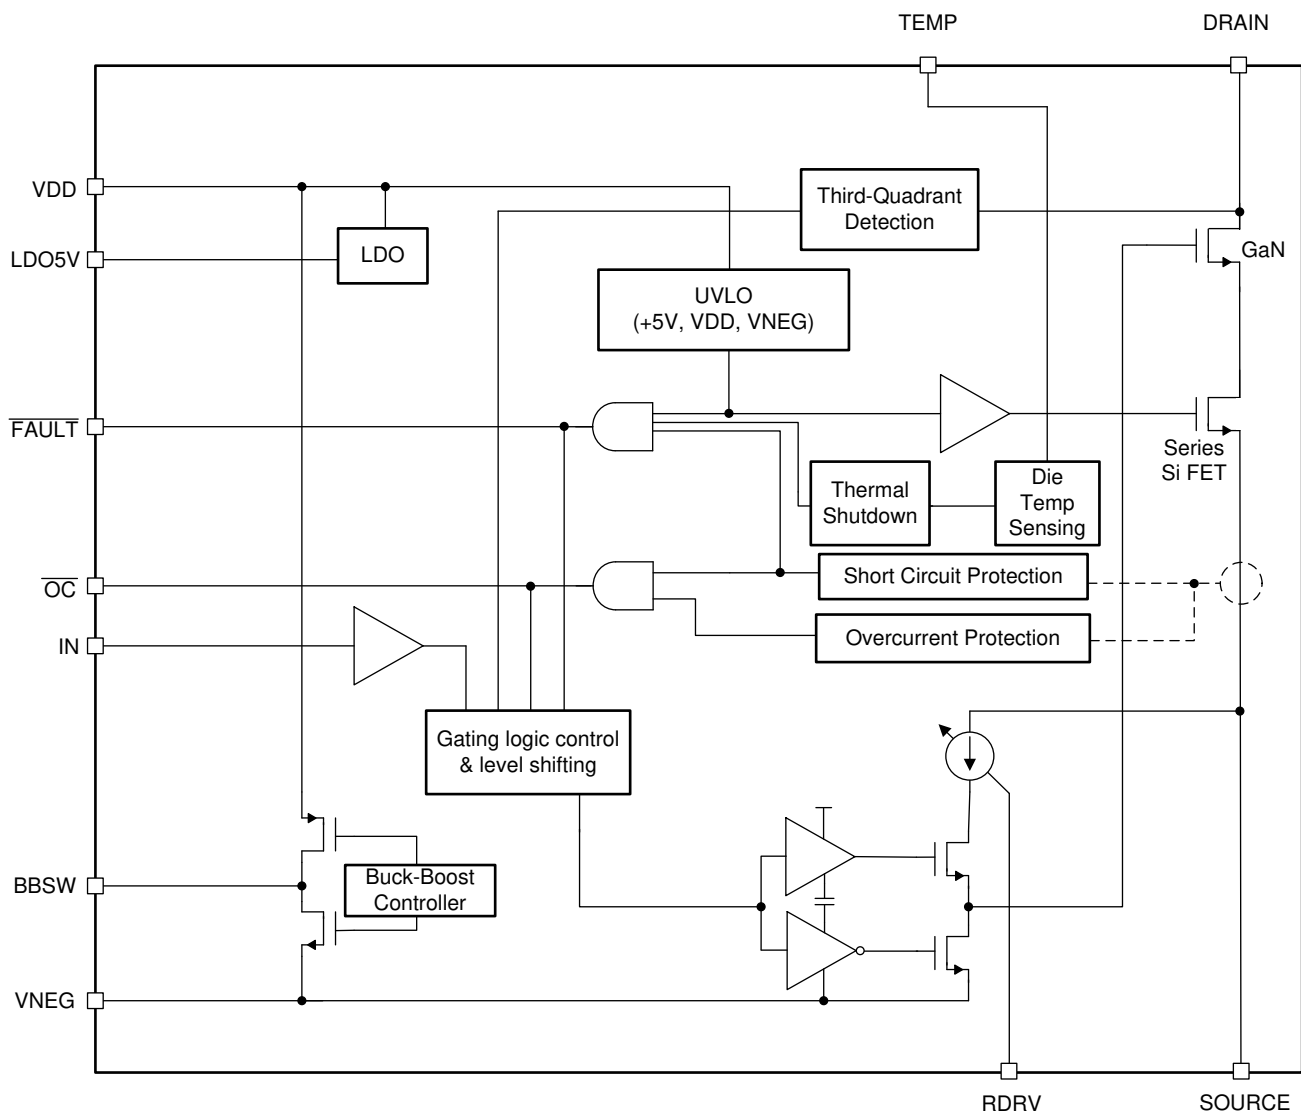 TEMP
DRAIN
VDD
Third-Quadrant
Detection
LDO
LDO5V
GaN
UVLO
(+5V, VDD, VNEG)
FAULT
Series
Si FET
Thermal
Shutdown
Die
Temp
Sensing
OC
Short Circuit Protection
IN
Overcurrent Protection
Gating logic control
& level shifting
BBSW
Buck-Boost
Controller
VNEG
RDRV
SOURCE